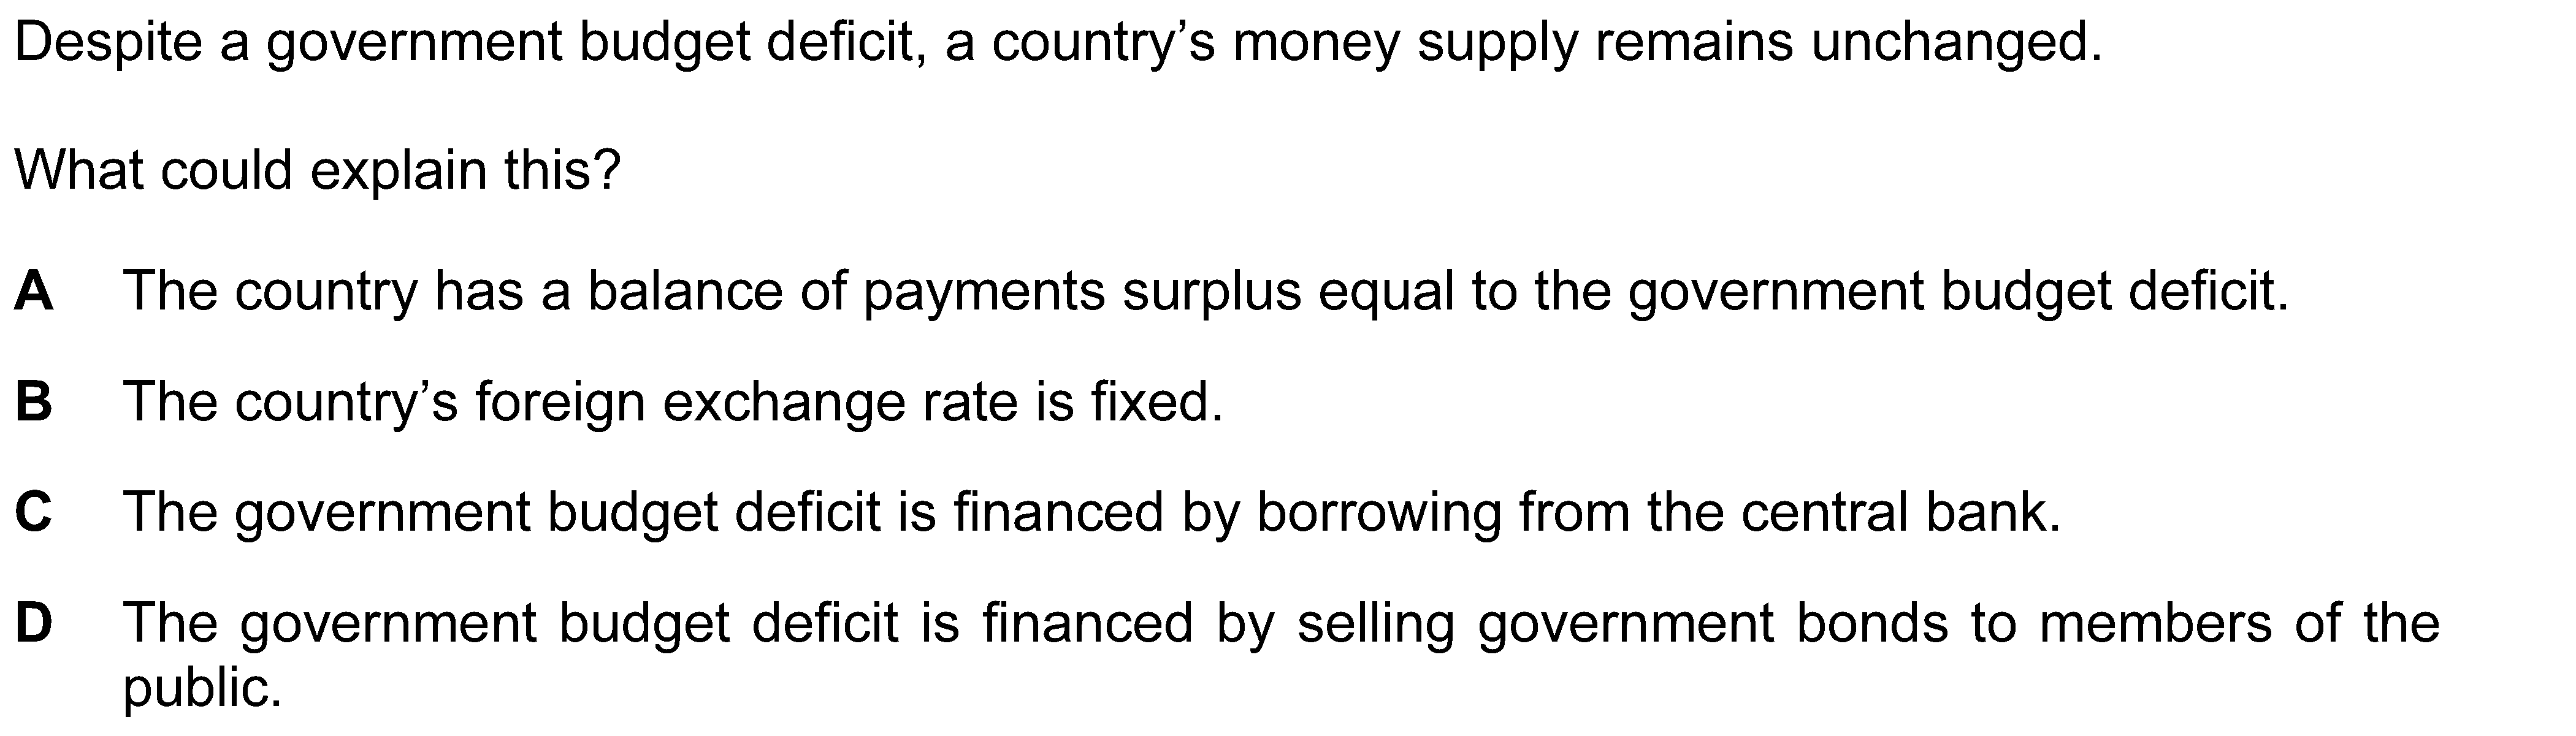 Despite a government budget deficit, a country’s money supply remains unchanged.
What could explain this?
A The country has a balance of payments surplus equal to the government budget deficit.
B The country’s foreign exchange rate is fixed.
C The government budget deficit is financed by borrowing from the central bank.
D The government budget deficit is financed by selling government bonds to members of the
public.